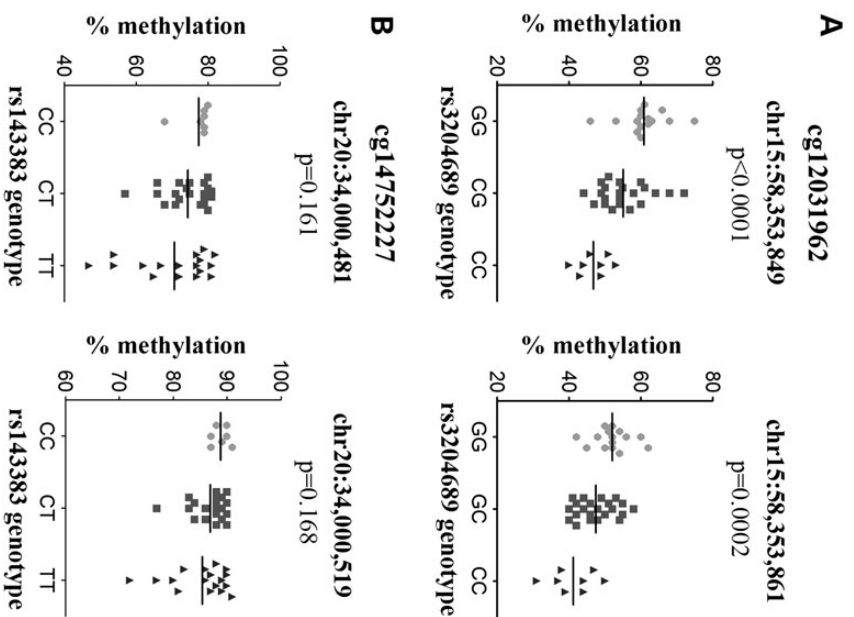 A
cg12031962
chr15:58,353,849
p<0.0001
% methylation
80
60
40
20
GG GG CC
rs3204689 genotype
chr15:58,353,861
p=0.0002
% methylation
80
60
40
20
GG GC CC
rs3204689 genotype
B
cg14752227
chr20:34,000,481
p=0.161
% methylation
100
80
60
40
CC CT TT
rs143383 genotype
chr20:34,000,519
p=0.168
% methylation
100
90
80
70
60
CC CT TT
rs143383 genotype